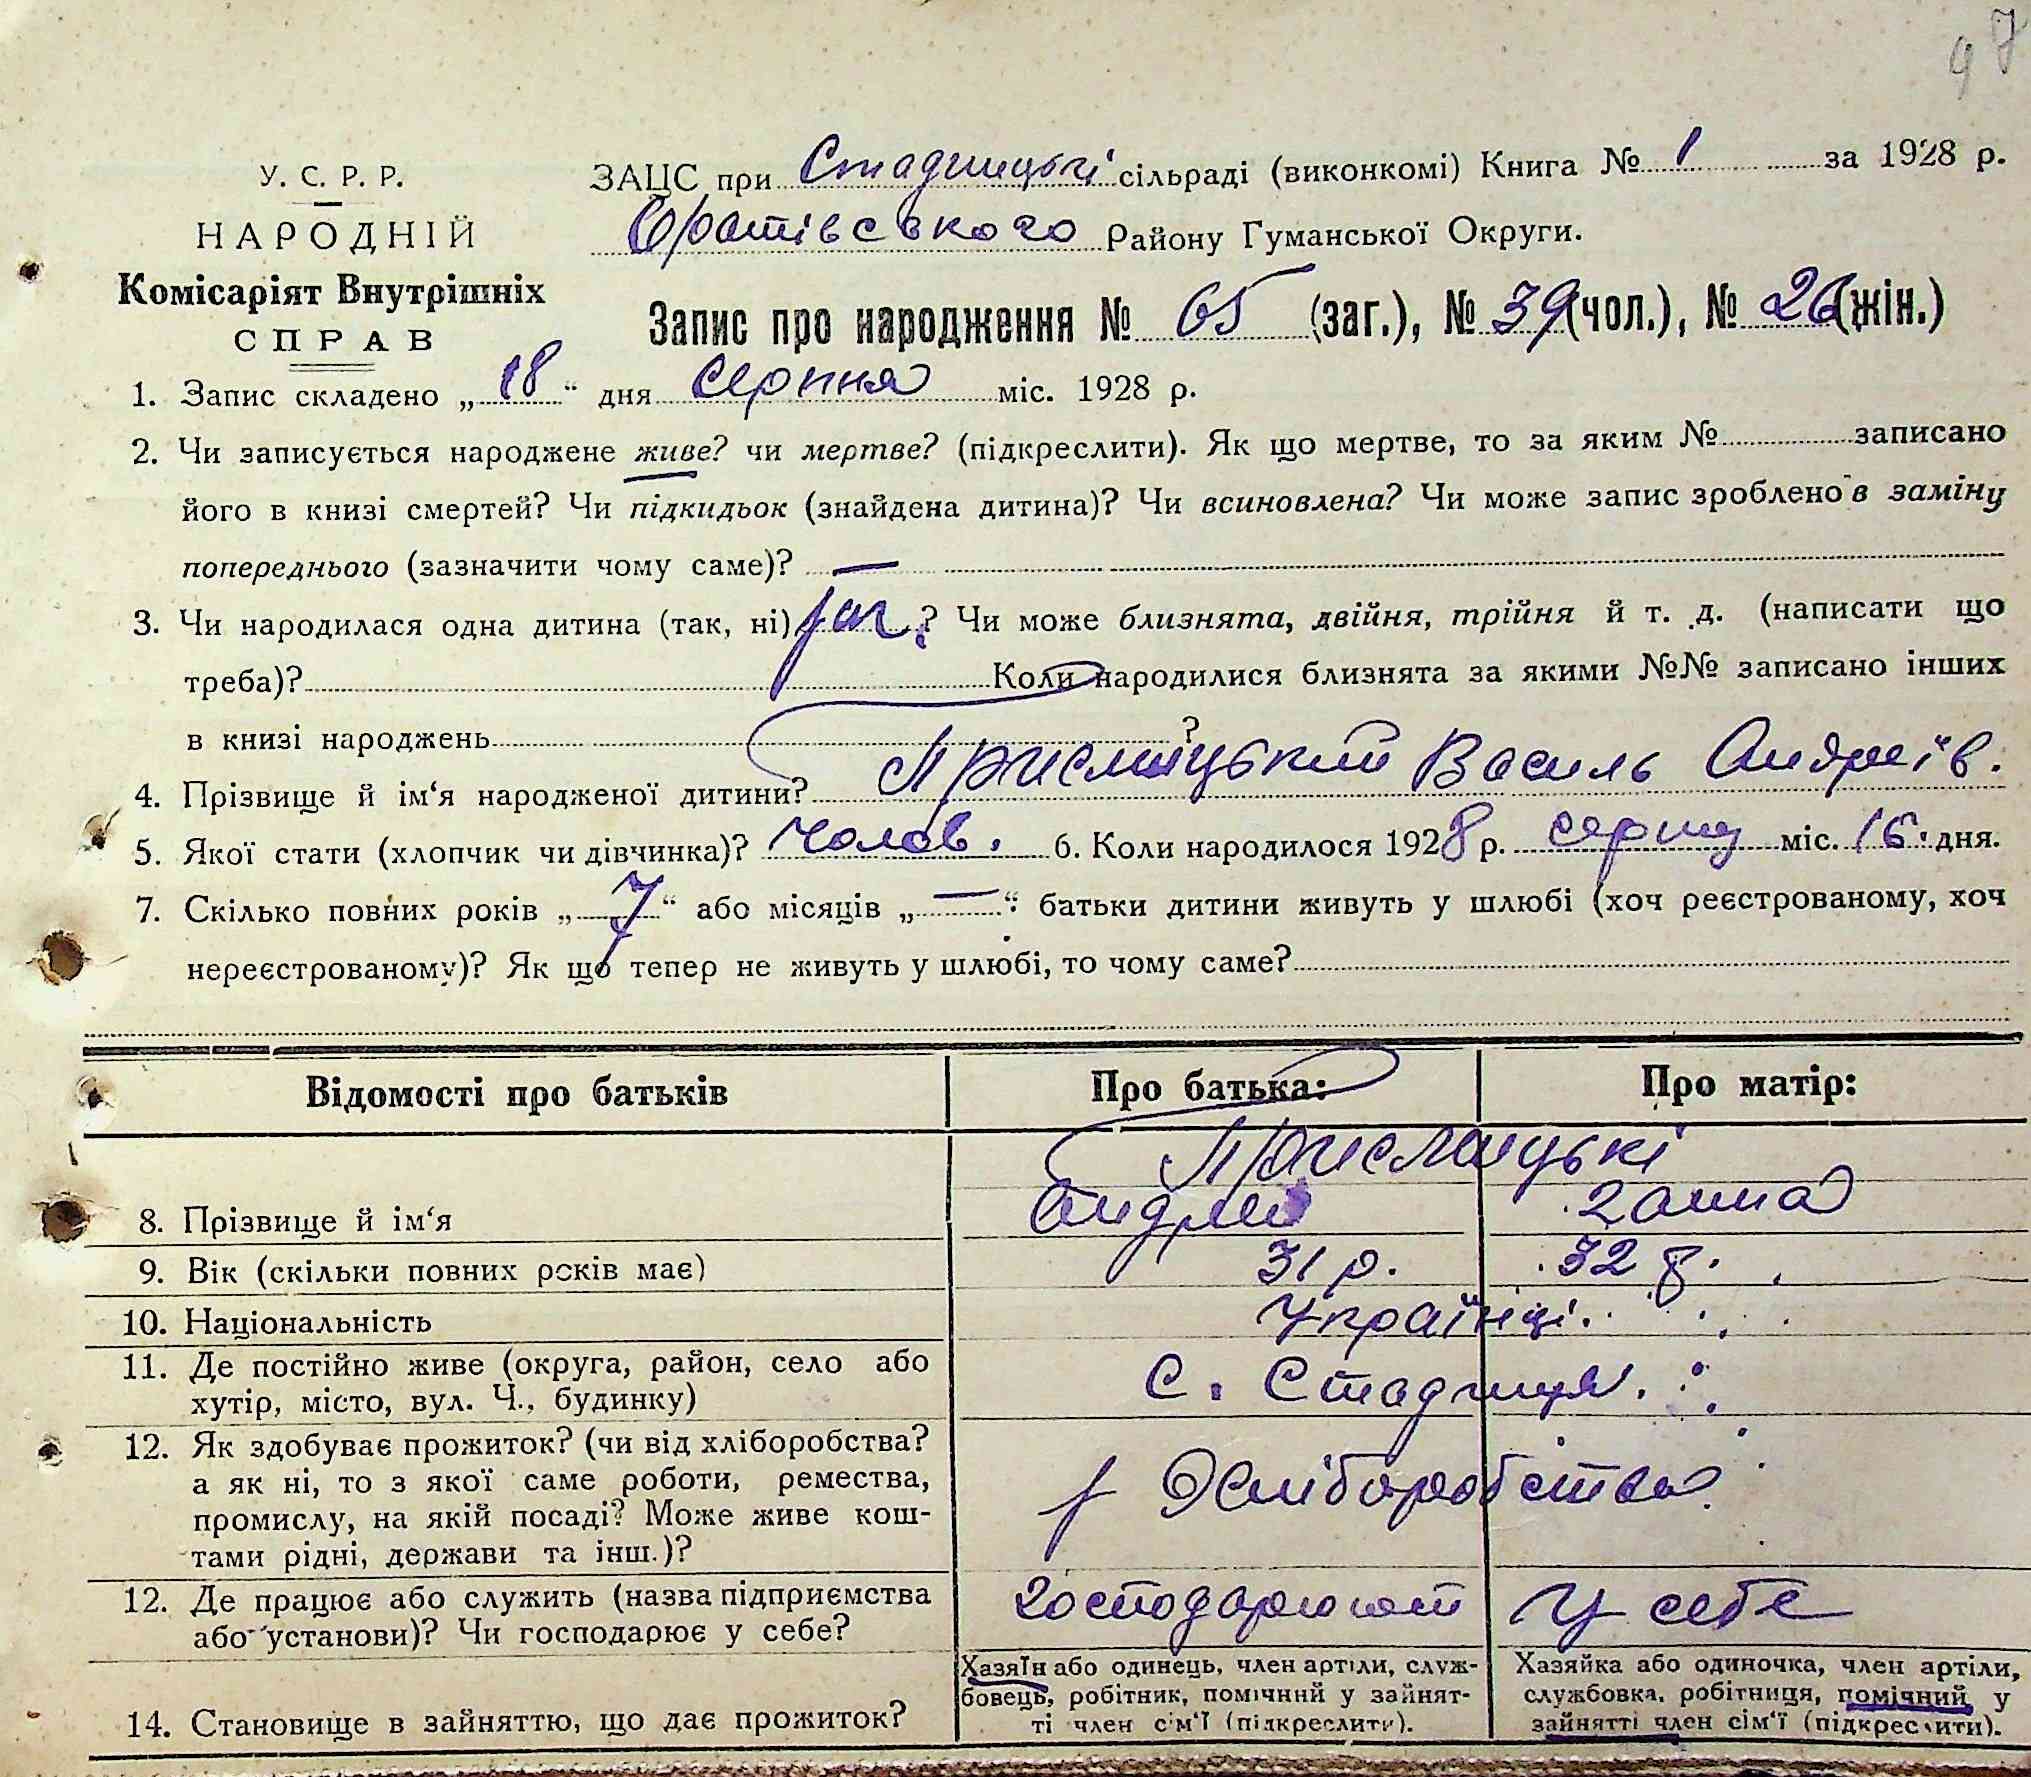 97
У. С. Р. Р.
НАРОДНІЙ
Комісаріят Внутрішніх
СПРАВ
ЗАЦС при Стадницькі сільраді (виконкомі) Книга № 1 за 1928 р.
Оратівського Району Гуманської Округи.
Запис про народження № 65 (заг.), № 39 (чол.), № 26 (жін.)
1. Запис складено „18“ дня Серпня міс. 1928 р.
2. Чи записується народжене живе? чи мертве? (підкреслити). Як що мертве, то за яким № записано
його в книзі смертей? Чи підкидьок (знайдена дитина)? Чи всиновлена? Чи може запис зроблено в заміну
попереднього (зазначити чому саме)? —
3. Чи народилася одна дитина (так, ні) ? Чи може близнята, двійня, трійня й т. д. (написати що
треба)? Коли народилися близнята за якими №№ записано інших
в книзі народжень ?
4. Прізвище й ім‘я народженої дитини? Василь Андреїв.
5. Якої стати (хлопчик чи дівчинка)? чолов. 6. Коли народилося 1928 р. серпня міс. 16 дня.
7. Скілько повних років „7“ або місяців „—“ батьки дитини живуть у шлюбі (хоч реєстрованому, хоч
нереєстрованому)? Як що тепер не живуть у шлюбі, то чому саме?
Відомості про батьків Про батька: Про матір:
8. Прізвище й ім‘я Андрей Ганна
9. Вік (скільки повних років має) 31 р. 32 р.
10. Національність Українці.
11. Де постійно живе (округа, район, село або
хутір, місто, вул. Ч., будинку) С. Стадниця.
12. Як здобуває прожиток? (чи від хліборобства?
а як ні, то з якої саме роботи, ремества,
промислу, на якій посаді? Може живе кош-
тами рідні, держави та інш.)? Хліборобства
12. Де працює або служить (назва підприємства
або установи)? Чи господарює у себе? господарюют У себе
14. Становище в зайняттю, що дає прожиток?
Хазяїн або одинець, член артіли, служ-
бовець, робітник, помічний у зайнят-
ті член сім‘ї (підкреслити).
Хазяйка або одиночка, член артіли,
службовка, робітниця, помічний у
зайнятті член сім‘ї (підкреслити).